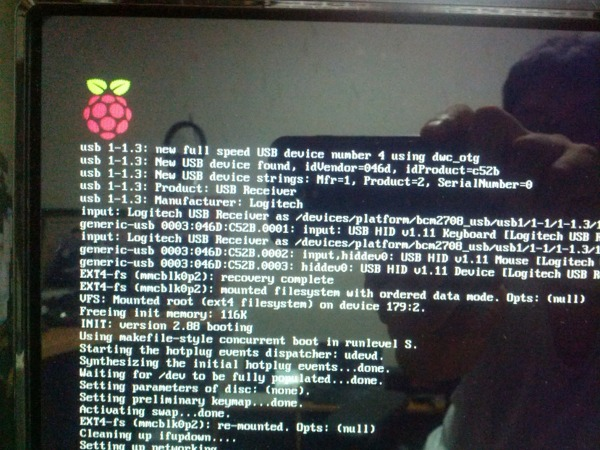 usb 1-1.3: new full speed USB device number 4 using dwc_otg
usb 1-1.3: New USB device found, idVendor=046d, idProduct=c52b
usb 1-1.3: New USB device strings: Mfr=1, Product=2, SerialNumber=0
usb 1-1.3: Product: USB Receiver
usb 1-1.3: Manufacturer: Logitech
input: Logitech USB Receiver as /devices/platform/bcm2708_usb/usb1/1-1/1-1.3/1
generic-usb 0003:046D:C52B.0001: input: USB HID v1.11 Keyboard [Logitech USB R
input: Logitech USB Receiver as /devices/platform/bcm2708_usb/usb1/1-1/1-1.3/1
generic-usb 0003:046D:C52B.0002: input,hiddev0: USB HID v1.11 Mouse [Logitech
generic-usb 0003:046D:C52B.0003: hiddev0: USB HID v1.11 Device [Logitech USB R
EXT4-fs (mmcblk0p2): recovery complete
EXT4-fs (mmcblk0p2): mounted filesystem with ordered data mode. Opts: (null)
VFS: Mounted root (ext4 filesystem) on device 179:2.
Freeing init memory: 116K
INIT: version 2.88 booting
Using makefile-style concurrent boot in runlevel S.
Starting the hotplug events dispatcher: udevd.
Synthesizing the initial hotplug events...done.
Waiting for /dev to be fully populated...done.
Setting parameters of disc: (none).
Setting preliminary keymap...done.
Activating swap...done.
EXT4-fs (mmcblk0p2): re-mounted. Opts: (null)
Cleaning up ifupdown....
Setting up networking